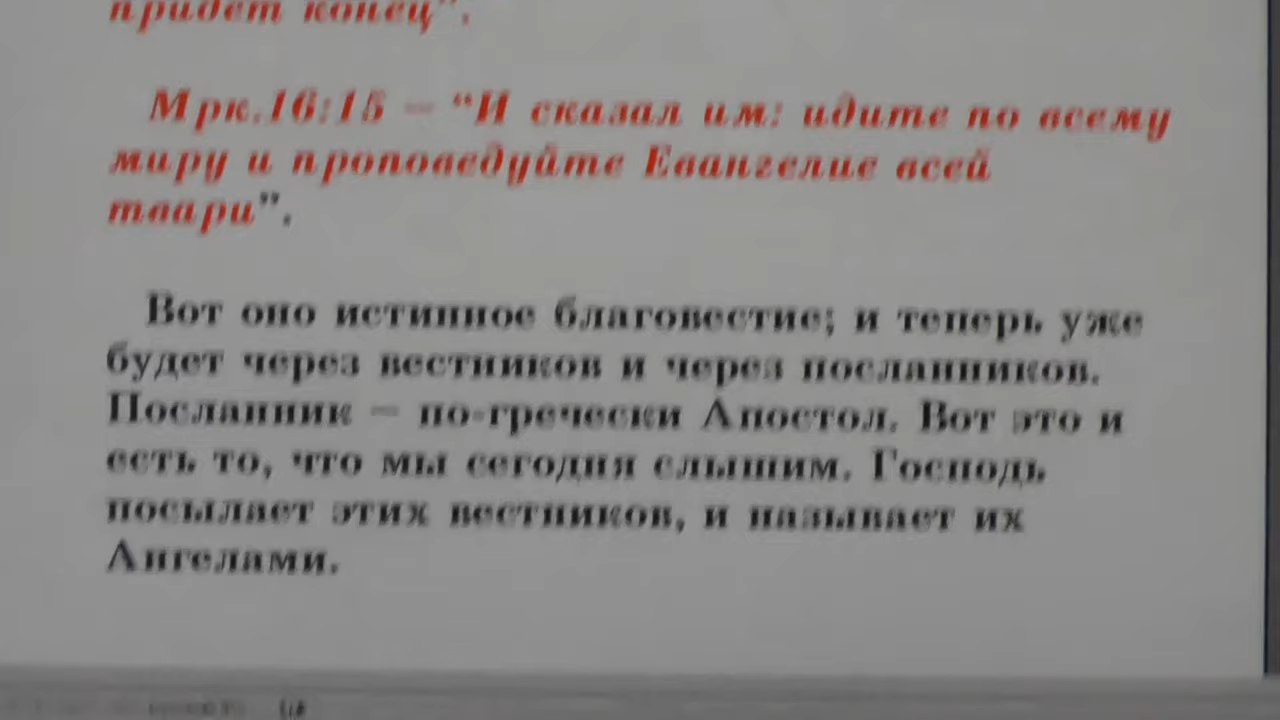 придет конец".
Мрк.16:15 – “И сказал им: идите по всему
миру и проповедуйте Евангелие всей
твари”.
Вот оно истинное благовестие; и теперь уже
будет через вестников и через посланников.
Посланник – по-гречески Апостол. Вот это и
есть то, что мы сегодня слышим. Господь
посылает этих вестников, и называет их
Ангелами.